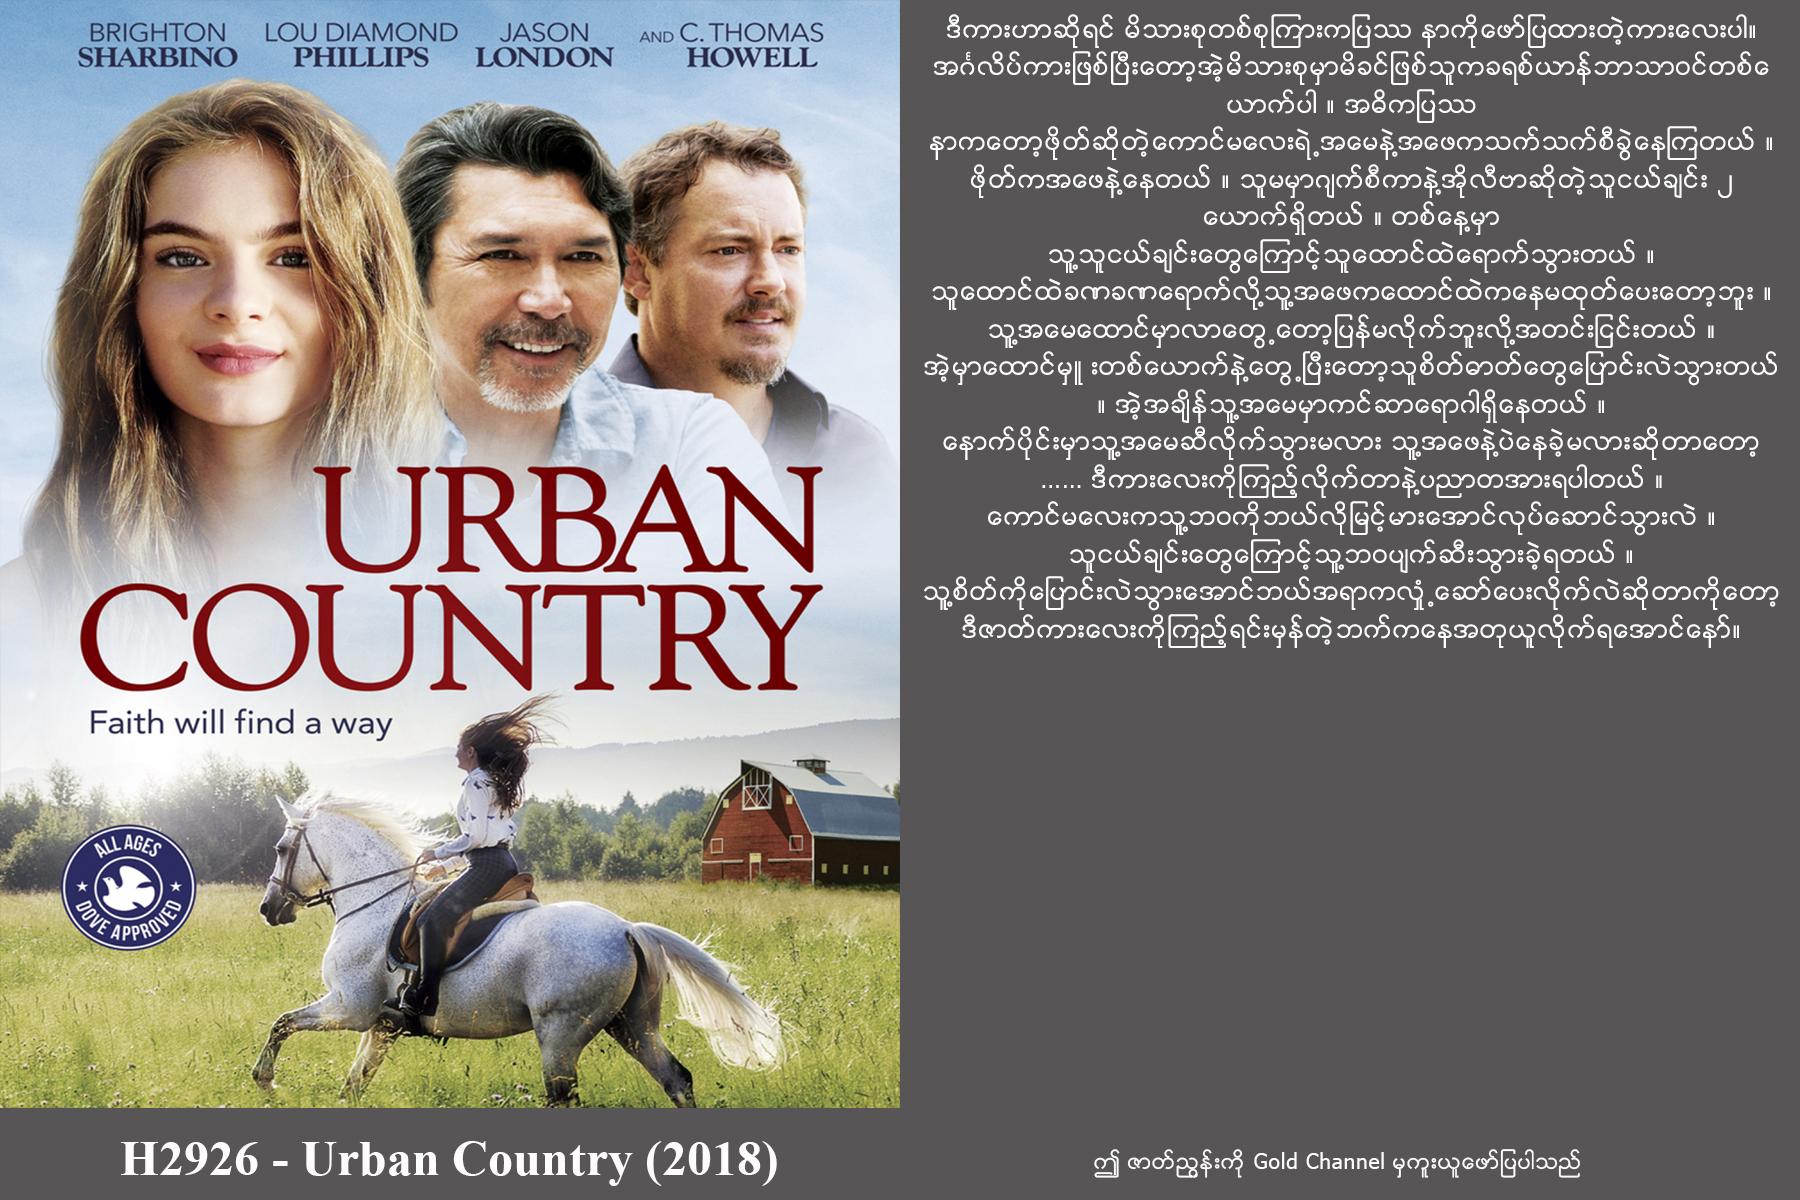 BRIGHTON SHARBINO LOU DIAMOND PHILLIPS JASON LONDON AND C. THOMAS HOWELL
URBAN
COUNTRY
Faith will find a way
ALL AGES
DOVE APPROVED
H2926 - Urban Country (2018)
ဒီကားဟာဆိုရင် မိသားစုတစ်စုကြားကပြဿ နာကိုဖော်ပြထားတဲ့ကားလေးပါ။
အင်္ဂလိပ်ကားဖြစ်ပြီးတော့အဲ့မိသားစုမှာမိခင်ဖြစ်သူကခရစ်ယာန်ဘာသာဝင်တစ်ေ
ယာက်ပါ ။ အဓိကပြဿ
နာကတော့ဖိုတ်ဆိုတဲ့ကောင်မလေးရဲ့အမေနဲ့အဖေကသက်သက်စီခွဲနေကြတယ် ။
ဖိုတ်ကအဖေနဲ့နေတယ် ။ သူမမှာဂျက်စီကာနဲ့အိုလီဗာဆိုတဲ့သူငယ်ချင်း ၂
ယောက်ရှိတယ် ။ တစ်နေ့မှာ
သူ့သူငယ်ချင်းတွေကြောင့်သူထောင်ထဲရောက်သွားတယ် ။
သူထောင်ထဲခဏခဏရောက်လို့သူ့အဖေကထောင်ထဲကနေမထုတ်ပေးတော့ဘူး ။
သူ့အမေထောင်မှာလာတွေ့တော့ပြန်မလိုက်ဘူးလို့အတင်းငြင်းတယ် ။
အဲ့မှာထောင်မှူ းတစ်ယောက်နဲ့တွေ့ပြီးတော့သူစိတ်ဓာတ်တွေပြောင်းလဲသွားတယ်
။ အဲ့အချိန်သူ့အမေမှာကင်ဆာရောဂါရှိနေတယ် ။
နောက်ပိုင်းမှာသူ့အမေဆီလိုက်သွားမလား သူ့အဖေနဲ့ပဲနေခဲ့မလားဆိုတာတော့
...... ဒီကားလေးကိုကြည့်လိုက်တာနဲ့ပညာတအားရပါတယ် ။
ကောင်မလေးကသူ့ဘဝကိုဘယ်လိုမြင့်မားအောင်လုပ်ဆောင်သွားလဲ ။
သူငယ်ချင်းတွေကြောင့်သူ့ဘဝပျက်ဆီးသွားခဲ့ရတယ် ။
သူ့စိတ်ကိုပြောင်းလဲသွားအောင်ဘယ်အရာကလှုံ့ဆော်ပေးလိုက်လဲဆိုတာကိုတော့
ဒီဇာတ်ကားလေးကိုကြည့်ရင်းမှန်တဲ့ဘက်ကနေအတုယူလိုက်ရအောင်နော်။
ဤ ဇာတ်ညွှန်းကို Gold Channel မှကူးယူဖော်ပြပါသည်